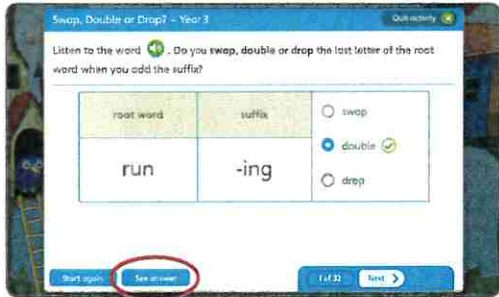 Swap, Double or Drop? – Year 3
Quit activity
Listen to the word . Do you swap, double or drop the last letter of the root
word when you add the suffix?
root word suffix swap
run -ing double
drop
Start again See answer 1 of 32 Next